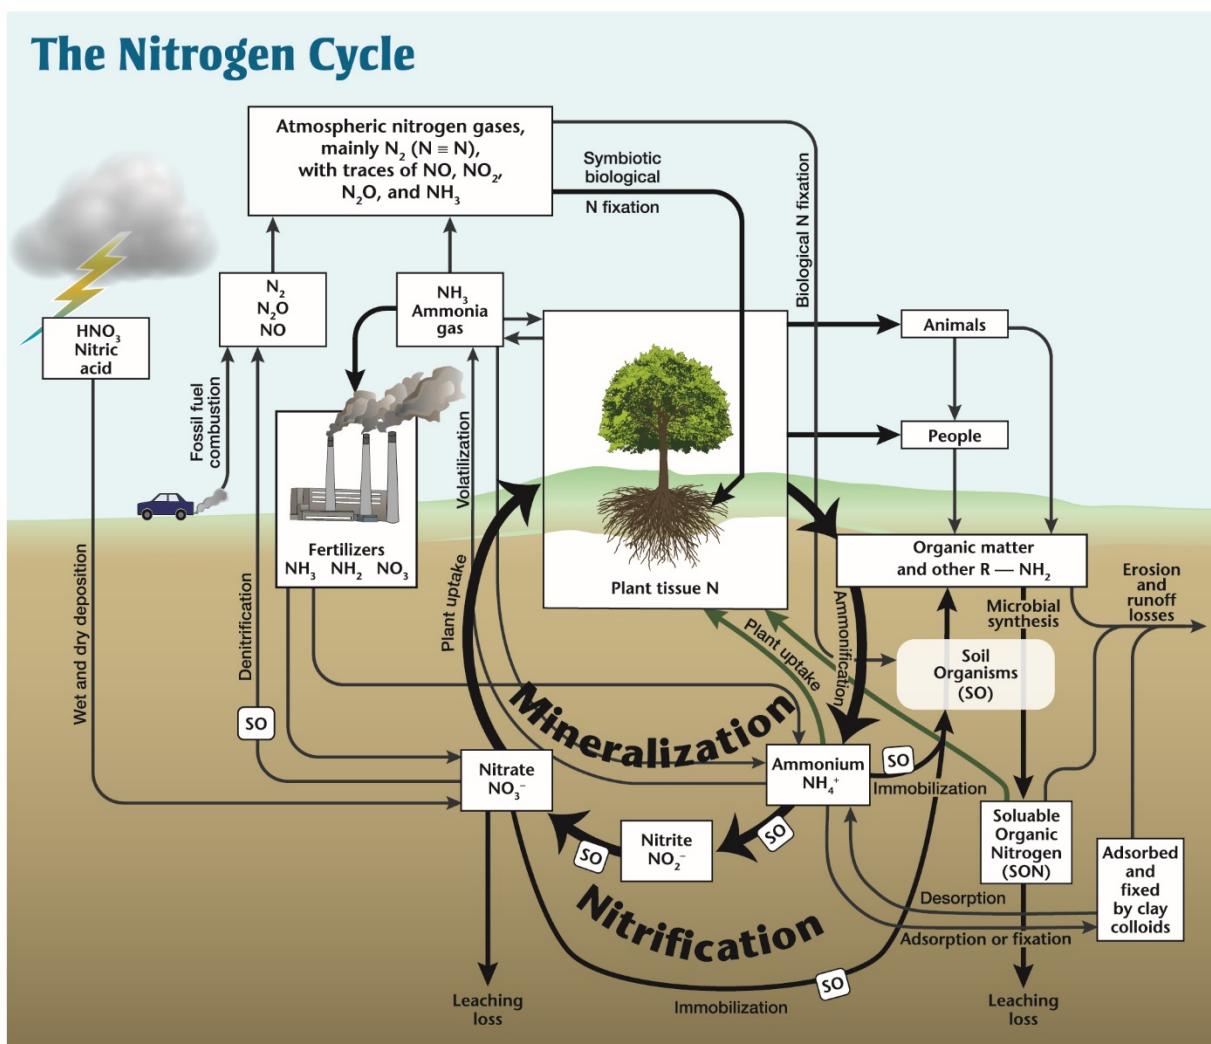 The Nitrogen Cycle
Atmospheric nitrogen gases,
mainly N₂ (N ≡ N),
with traces of NO, NO₂,
N₂O, and NH₃
Symbiotic
biological
N fixation
Biological N fixation
N₂
N₂O
NO
NH₃
Ammonia
gas
HNO₃
Nitric
acid
Animals
People
Fossil fuel
combustion
Volatilization
Fertilizers
NH₃ NH₂ NO₃
Plant tissue N
Organic matter
and other R — NH₂
Erosion and
runoff
losses
Microbial
synthesis
Wet and dry deposition
Denitrification
Plant uptake
Plant uptake
Ammonification
Soil
Organisms
(SO)
SO
Mineralization
Nitrate
NO₃⁻
Ammonium
NH₄⁺
SO
Immobilization
SO
Nitrite
NO₂⁻
SO
Soluable
Organic
Nitrogen
(SON)
Adsorbed
and
fixed
by clay
colloids
Desorption
Adsorption or fixation
Nitrification
SO
Immobilization
Leaching
loss
Leaching
loss